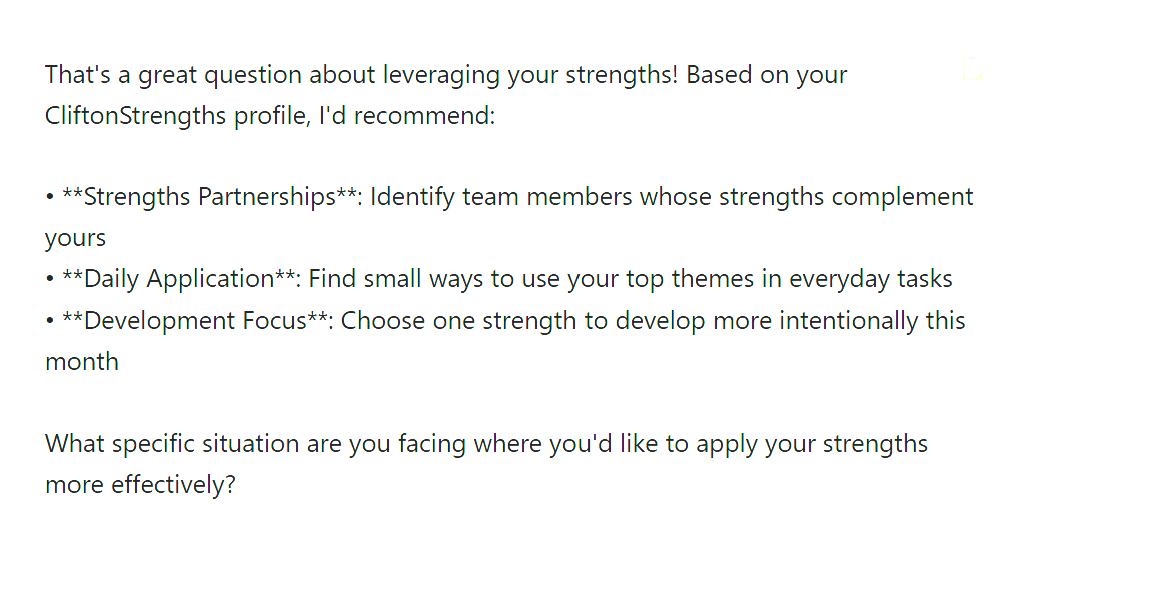 That's a great question about leveraging your strengths! Based on your
CliftonStrengths profile, I'd recommend:
• **Strengths Partnerships**: Identify team members whose strengths complement
yours
• **Daily Application**: Find small ways to use your top themes in everyday tasks
• **Development Focus**: Choose one strength to develop more intentionally this
month
What specific situation are you facing where you'd like to apply your strengths
more effectively?